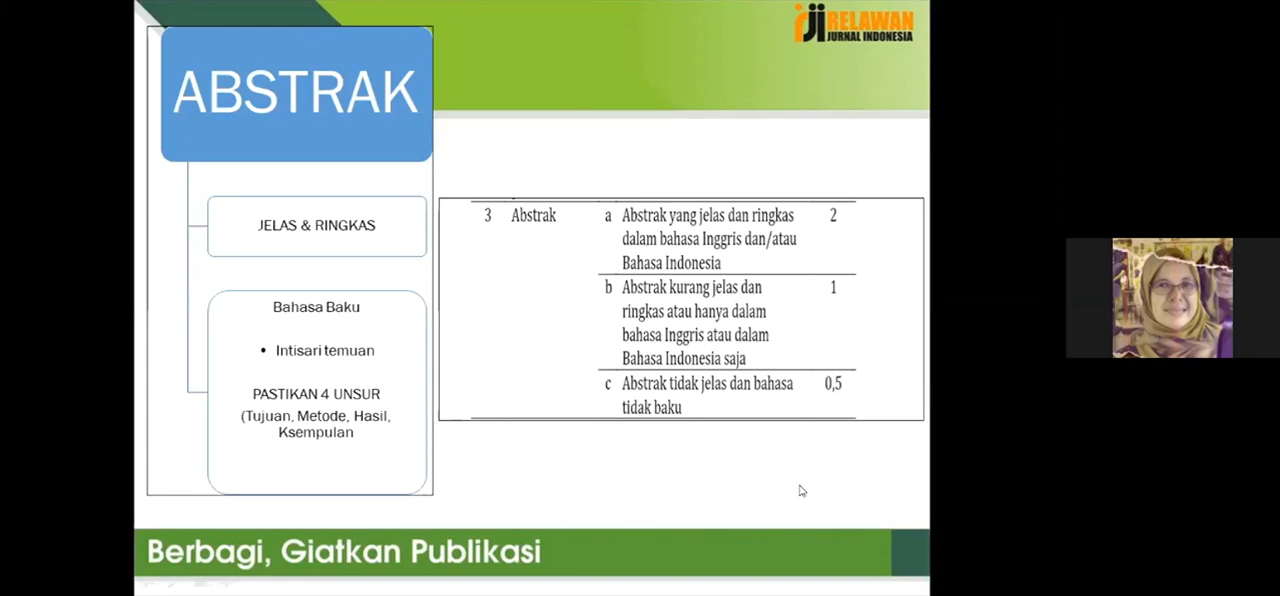 RELAWAN
JURNAL INDONESIA
ABSTRAK
JELAS & RINGKAS
Bahasa Baku
• Intisari temuan
PASTIKAN 4 UNSUR
(Tujuan, Metode, Hasil,
Ksempulan
3 Abstrak a Abstrak yang jelas dan ringkas 2
dalam bahasa Inggris dan/atau
Bahasa Indonesia
b Abstrak kurang jelas dan 1
ringkas atau hanya dalam
bahasa Inggris atau dalam
Bahasa Indonesia saja
c Abstrak tidak jelas dan bahasa 0,5
tidak baku
Berbagi, Giatkan Publikasi